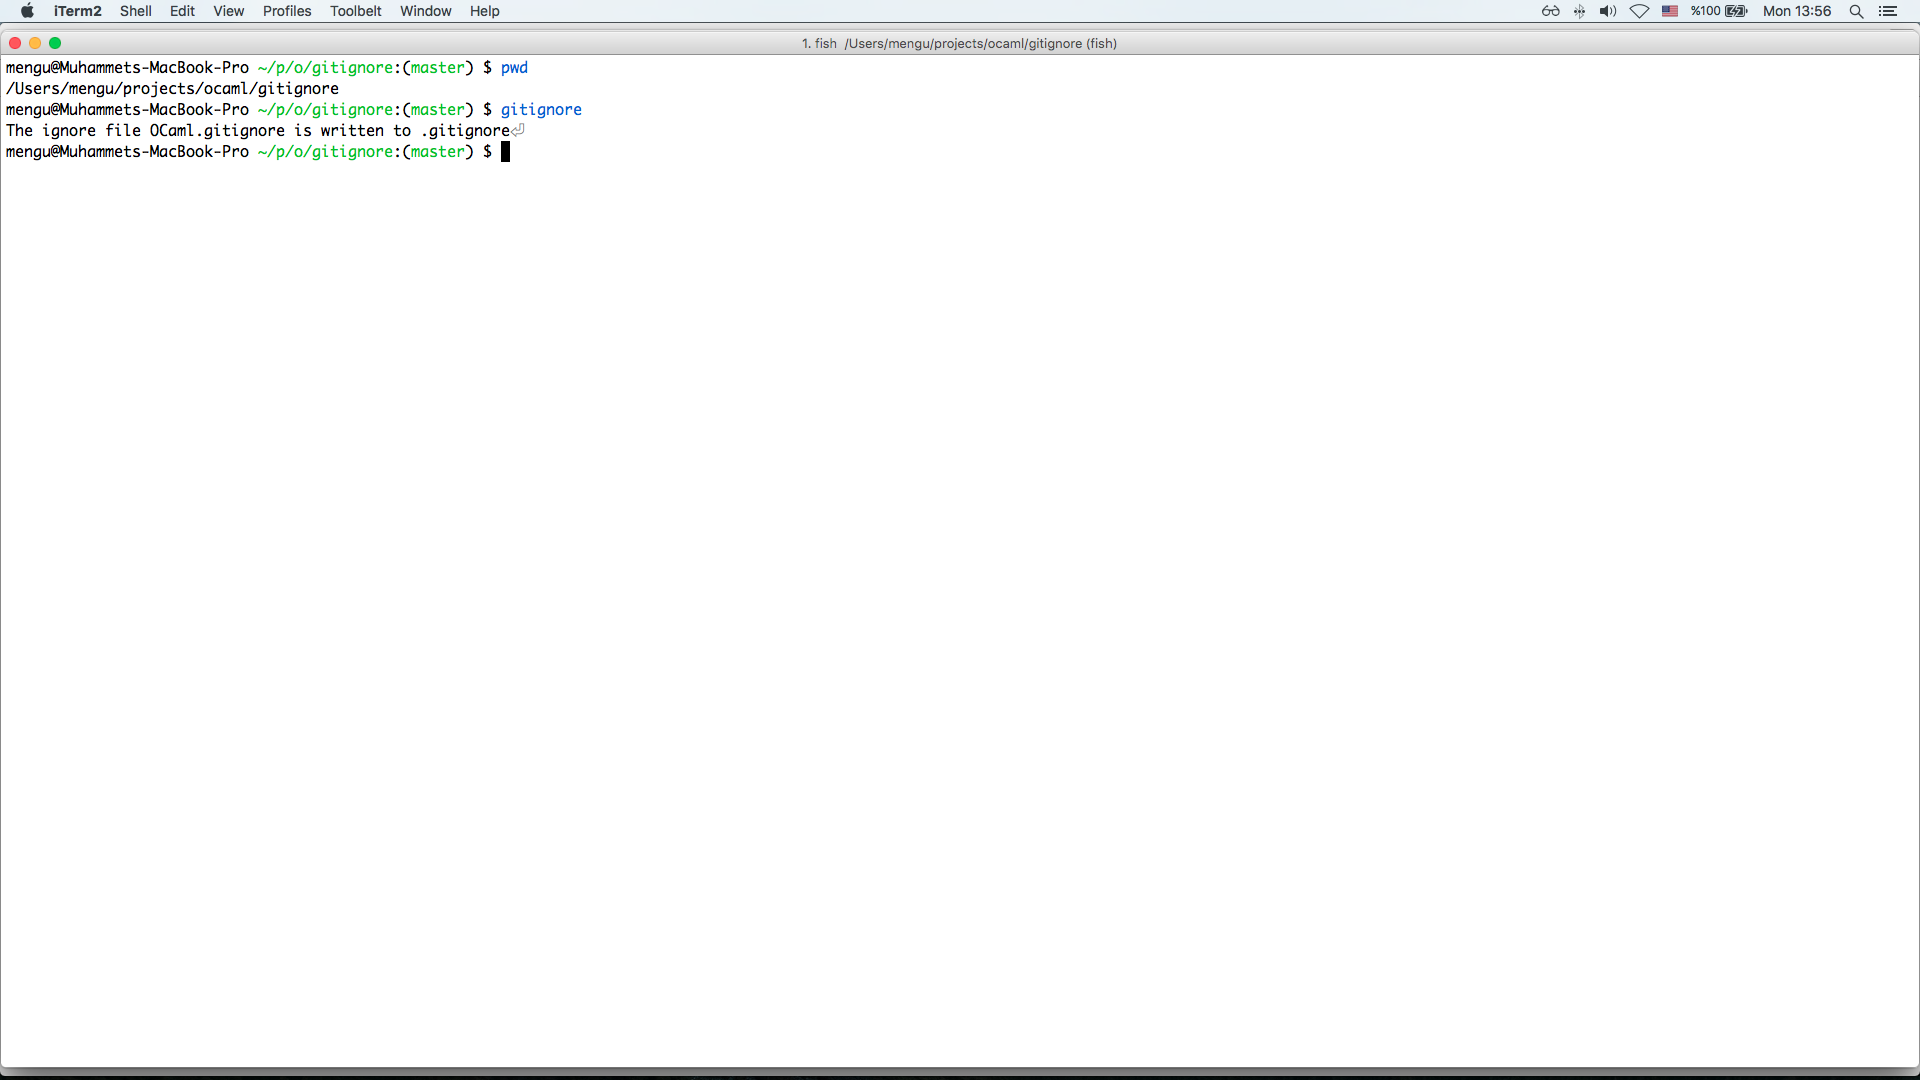 iTerm2 Shell Edit View Profiles Toolbelt Window Help %100 Mon 13:56
1. fish /Users/mengu/projects/ocaml/gitignore (fish)
mengu@Muhammets-MacBook-Pro ~/p/o/gitignore:(master) $ pwd
/Users/mengu/projects/ocaml/gitignore
mengu@Muhammets-MacBook-Pro ~/p/o/gitignore:(master) $ gitignore
The ignore file OCaml.gitignore is written to .gitignore⏎
mengu@Muhammets-MacBook-Pro ~/p/o/gitignore:(master) $